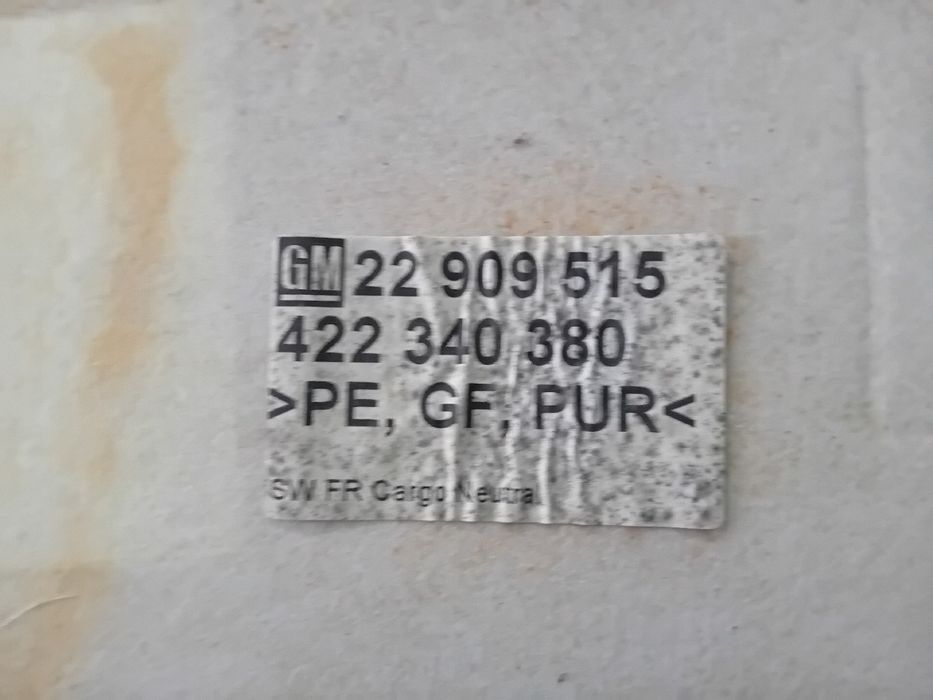 GM 22 909 515
422 340 380
>PE, GF, PUR<
SW FR Cargo Neutral